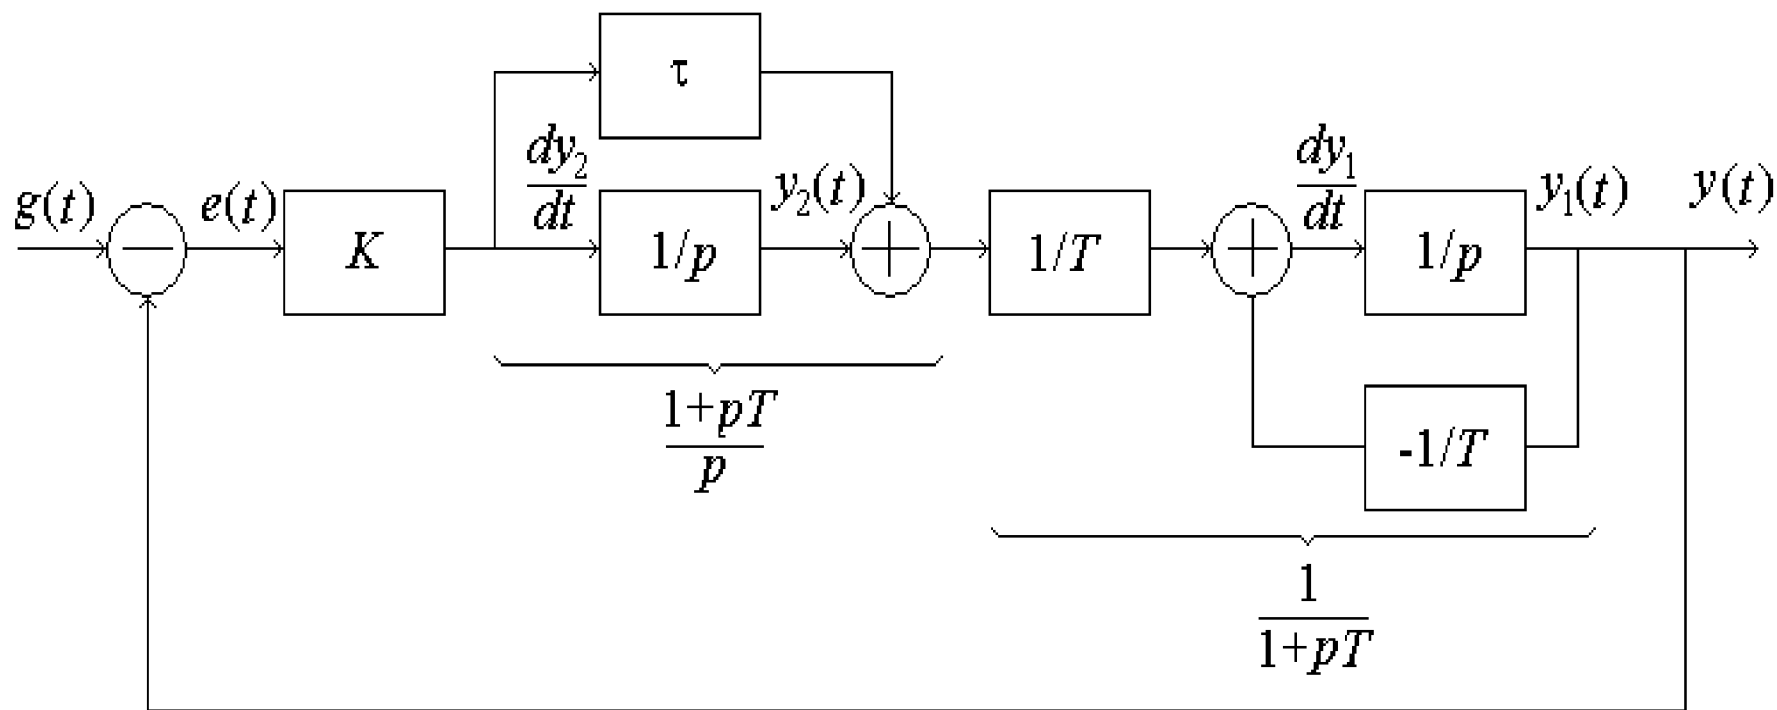 τ
g(t)
e(t)
K
dy₂
dt
1/p
y₂(t)
1/T
dy₁
dt
1/p
y₁(t)
y(t)
-1/T
1+pT
p
1
1+pT